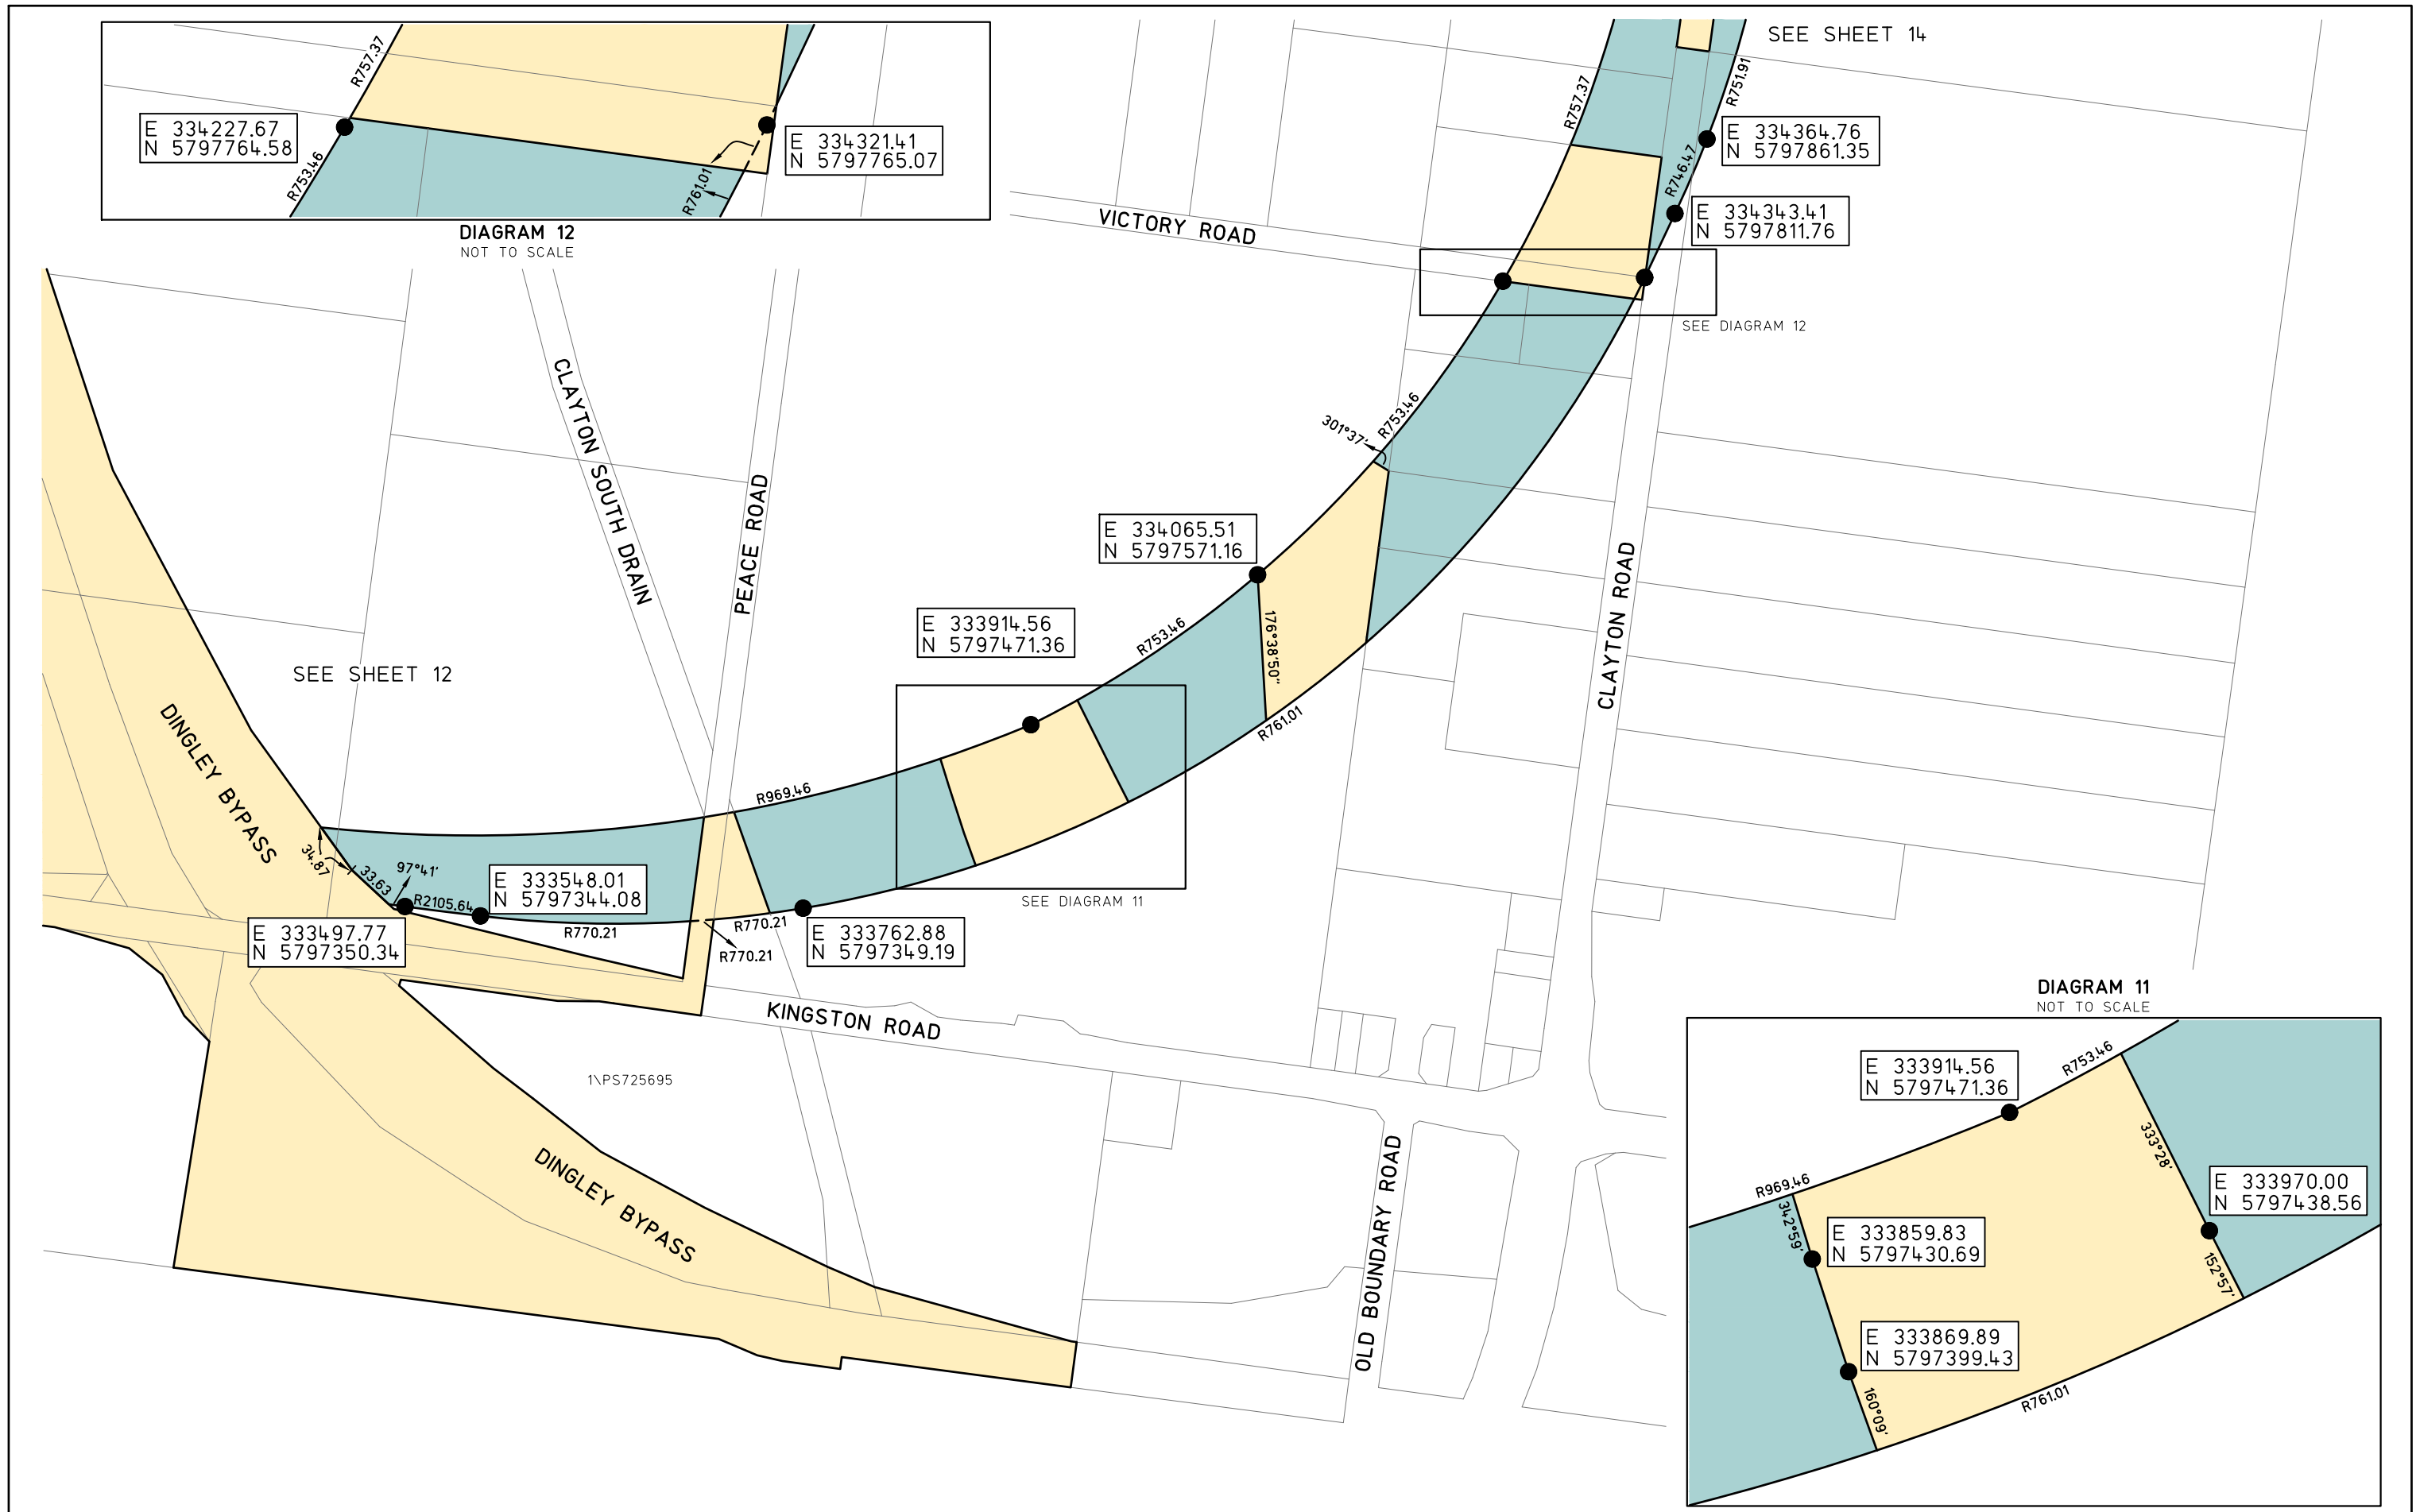 SEE SHEET 14
R757.37
E 334227.67
N 5797764.58
R753.46
E 334321.41
N 5797765.07
R761.01
DIAGRAM 12
NOT TO SCALE
R757.37
R751.91
E 334364.76
N 5797861.35
R746.47
E 334343.41
N 5797811.76
VICTORY ROAD
SEE DIAGRAM 12
CLAYTON SOUTH DRAIN
PEACE ROAD
R753.46
301°37'
E 334065.51
N 5797571.16
176°38'50"
CLAYTON ROAD
E 333914.56
N 5797471.36
R753.46
R761.01
SEE SHEET 12
DINGLEY BYPASS
R969.46
34.87
33.63
97°41'
R2105.64
E 333548.01
N 5797344.08
E 333497.77
N 5797350.34
R770.21
R770.21
R770.21
E 333762.88
N 5797349.19
SEE DIAGRAM 11
KINGSTON ROAD
1\PS725695
DINGLEY BYPASS
OLD BOUNDARY ROAD
DIAGRAM 11
NOT TO SCALE
E 333914.56
N 5797471.36
R753.46
333°28'
E 333970.00
N 5797438.56
R969.46
342°59'
E 333859.83
N 5797430.69
152°57'
E 333869.89
N 5797399.43
160°09'
R761.01